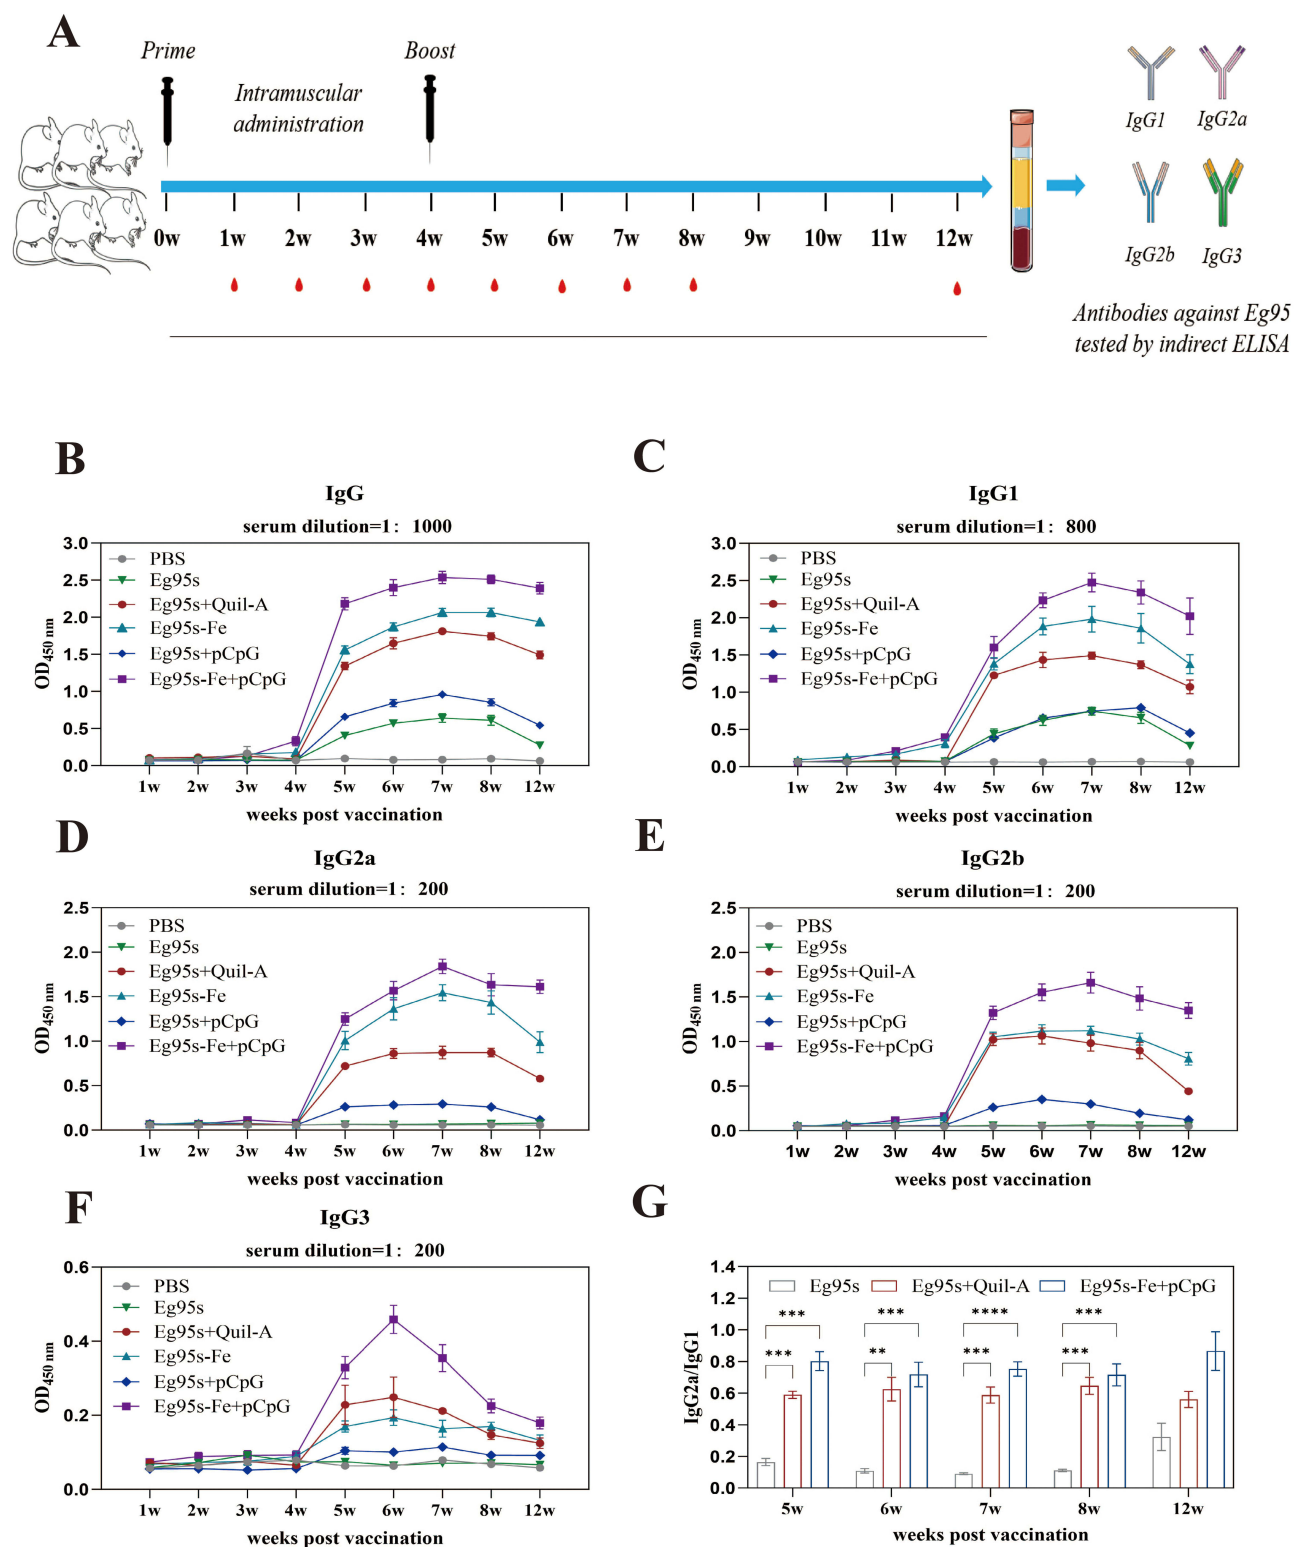 A
Prime
Boost
Intramuscular
administration
0w 1w 2w 3w 4w 5w 6w 7w 8w 9w 10w 11w 12w
IgG1 IgG2a
IgG2b IgG3
Antibodies against Eg95
tested by indirect ELISA
B
IgG
serum dilution=1: 1000
OD450 nm
3.0
2.5
2.0
1.5
1.0
0.5
0.0
PBS
Eg95s
Eg95s+Quil-A
Eg95s-Fe
Eg95s+pCpG
Eg95s-Fe+pCpG
1w 2w 3w 4w 5w 6w 7w 8w 12w
weeks post vaccination
C
IgG1
serum dilution=1: 800
OD450 nm
3.0
2.5
2.0
1.5
1.0
0.5
0.0
PBS
Eg95s
Eg95s+Quil-A
Eg95s-Fe
Eg95s+pCpG
Eg95s-Fe+pCpG
1w 2w 3w 4w 5w 6w 7w 8w 12w
weeks post vaccination
D
IgG2a
serum dilution=1: 200
OD450 nm
2.5
2.0
1.5
1.0
0.5
0.0
PBS
Eg95s
Eg95s+Quil-A
Eg95s-Fe
Eg95s+pCpG
Eg95s-Fe+pCpG
1w 2w 3w 4w 5w 6w 7w 8w 12w
weeks post vaccination
E
IgG2b
serum dilution=1: 200
OD450 nm
2.5
2.0
1.5
1.0
0.5
0.0
PBS
Eg95s
Eg95s+Quil-A
Eg95s-Fe
Eg95s+pCpG
Eg95s-Fe+pCpG
1w 2w 3w 4w 5w 6w 7w 8w 12w
weeks post vaccination
F
IgG3
serum dilution=1: 200
OD450 nm
0.6
0.4
0.2
0.0
PBS
Eg95s
Eg95s+Quil-A
Eg95s-Fe
Eg95s+pCpG
Eg95s-Fe+pCpG
1w 2w 3w 4w 5w 6w 7w 8w 12w
weeks post vaccination
G
IgG2a/IgG1
1.4
1.2
1.0
0.8
0.6
0.4
0.2
0.0
Eg95s Eg95s+Quil-A Eg95s-Fe+pCpG
*** *** **** ***
*** ** *** ***
5w 6w 7w 8w 12w
weeks post vaccination